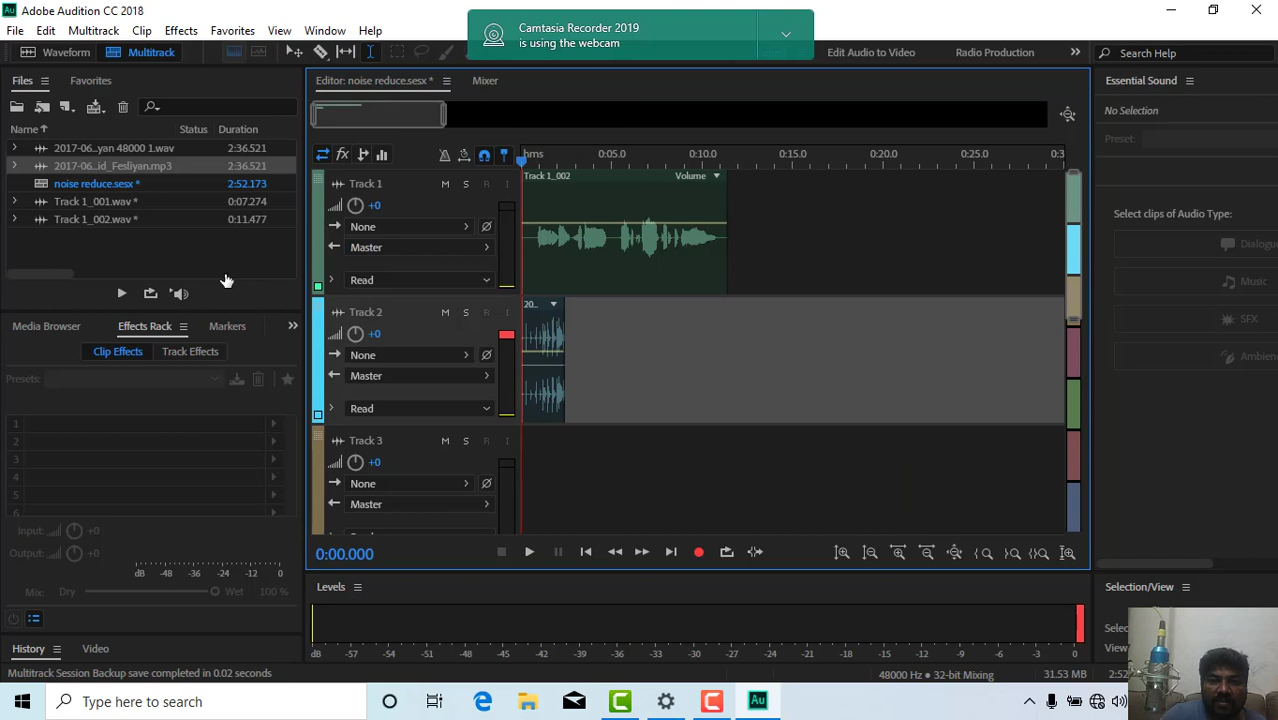 Adobe Audition CC 2018
Camtasia Recorder 2019
is using the webcam
File Edit Multitrack Clip Effects Favorites View Window Help
Waveform Multitrack Edit Audio to Video Radio Production Search Help
Files Favorites
Name Status Duration
2017-06...yan 48000 1.wav 2:36.521
2017-06...id_Fesliyan.mp3 2:36.521
noise reduce.sesx * 2:52.173
Track 1_001.wav * 0:07.274
Track 1_002.wav * 0:11.477
Media Browser Effects Rack Markers
Clip Effects Track Effects
Presets:
1
2
3
4
5
6
Input: +0
Output: +0
dB -48 -36 -24 -12 0
Mix: Dry Wet 100 %
History Video
Editor: noise reduce.sesx * Mixer
fx
hms 0:05.0 0:10.0 0:20.0 0:25.0 0:3
Track 1 M S R I
+0
None
Master
Read
Track 1_002 Volume
Track 2 M S R I
+0
None
Master
Read
20...
Track 3 M S R I
+0
None
Master
0:00.000
Levels
dB -57 -54 -51 -48 -45 -42 -39 -36 -33 -30 -27 -24 -21 -18 -15 -12 -9 -6 -3 0
Essential Sound
No Selection
Preset:
Select clips of Audio Type:
Dialogu
Music
SFX
Ambien
Selection/View
Selec
View
Multitrack Session Backup save completed in 0.02 seconds 48000 Hz • 32-bit Mixing 31.53 MB 2:52
Type here to search
Au